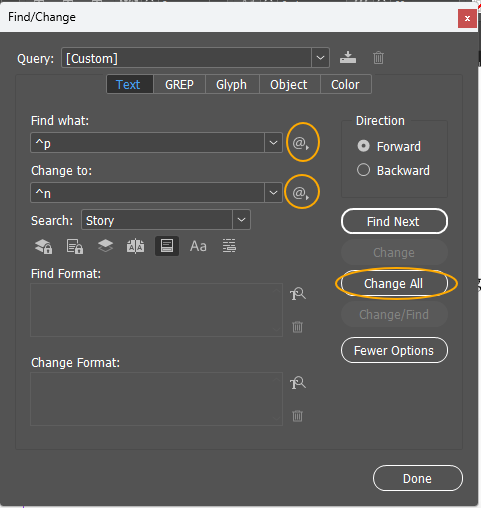 Find/Change
x
Query: [Custom]
Text GREP Glyph Object Color
Find what:
^p
@
Change to:
^n
@
Search: Story
Aa
Find Format:
T
Change Format:
T
Direction
Forward
Backward
Find Next
Change
Change All
Change/Find
Fewer Options
Done